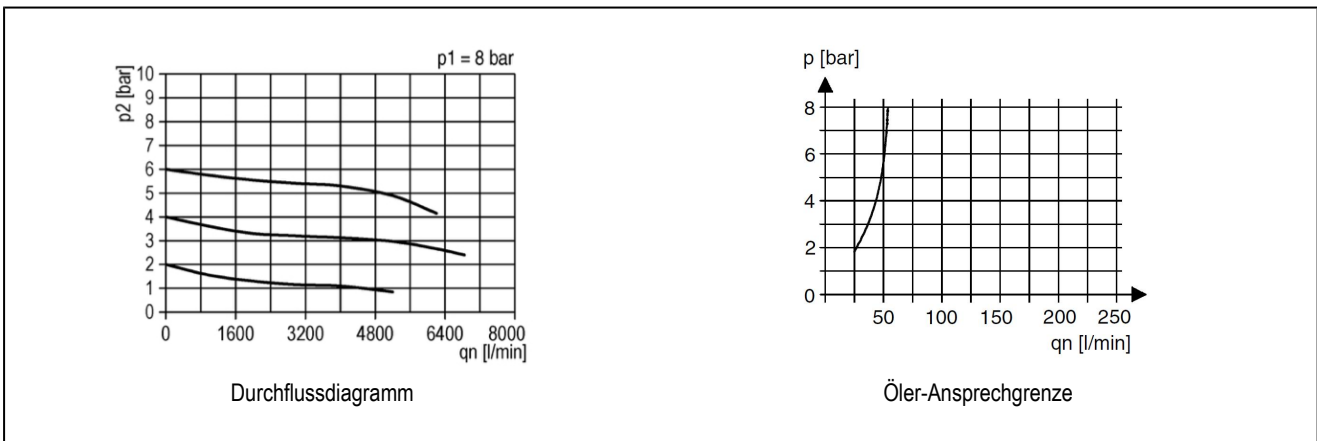 p1 = 8 bar
p2 [bar]
10
9
8
7
6
5
4
3
2
1
0
0 1600 3200 4800 6400 8000
qn [l/min]
Durchflussdiagramm
p [bar]
8
6
4
2
0
50 100 150 200 250
qn [l/min]
Öler-Ansprechgrenze